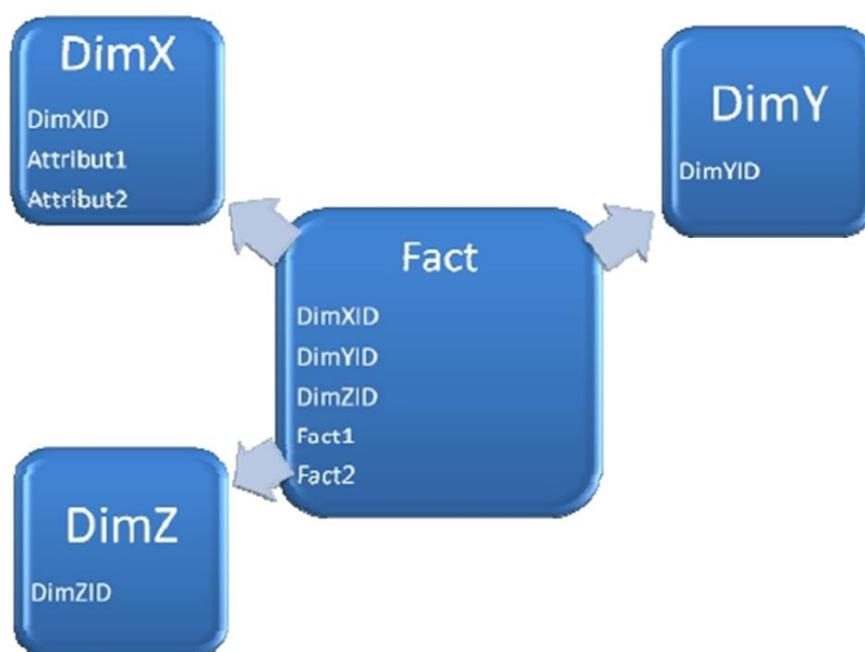 DimX
DimXID
Attribut1
Attribut2
DimY
DimYID
Fact
DimXID
DimYID
DimZID
Fact1
Fact2
DimZ
DimZID